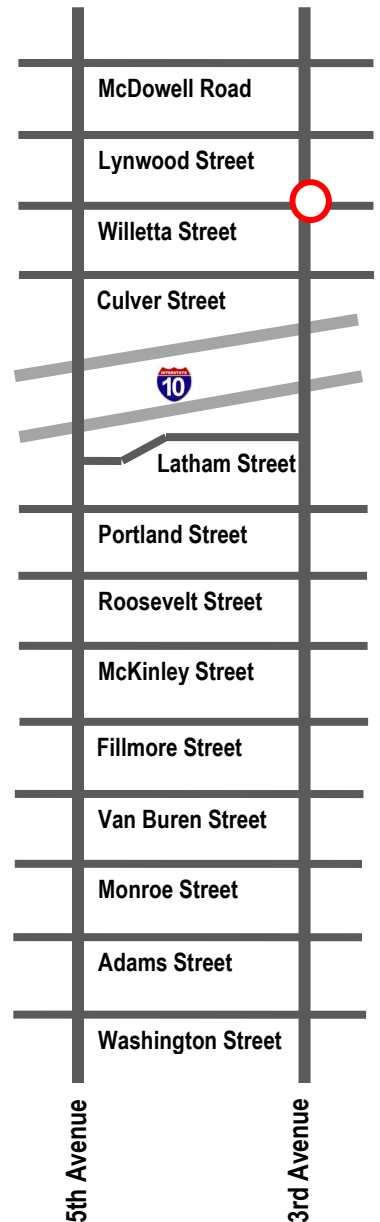 McDowell Road
Lynwood Street
Willetta Street
Culver Street
INTERSTATE
10
Latham Street
Portland Street
Roosevelt Street
McKinley Street
Fillmore Street
Van Buren Street
Monroe Street
Adams Street
Washington Street
5th Avenue
3rd Avenue